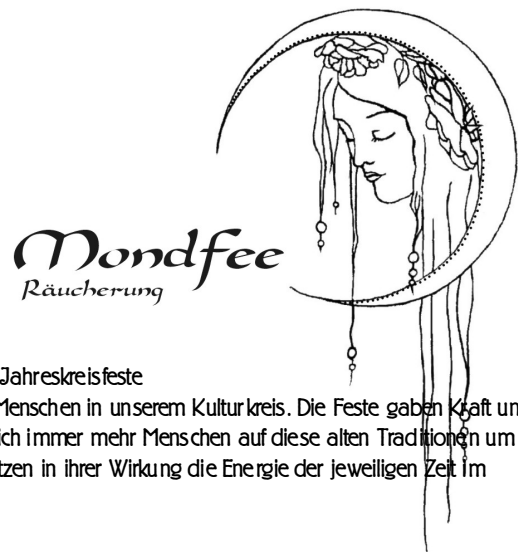 Mondfee
Räucherung
Jahreskreisfeste
Menschen in unserem Kulturkreis. Die Feste gaben Kraft un
ich immer mehr Menschen auf diese alten Traditionen um
tzen in ihrer Wirkung die Energie der jeweiligen Zeit im